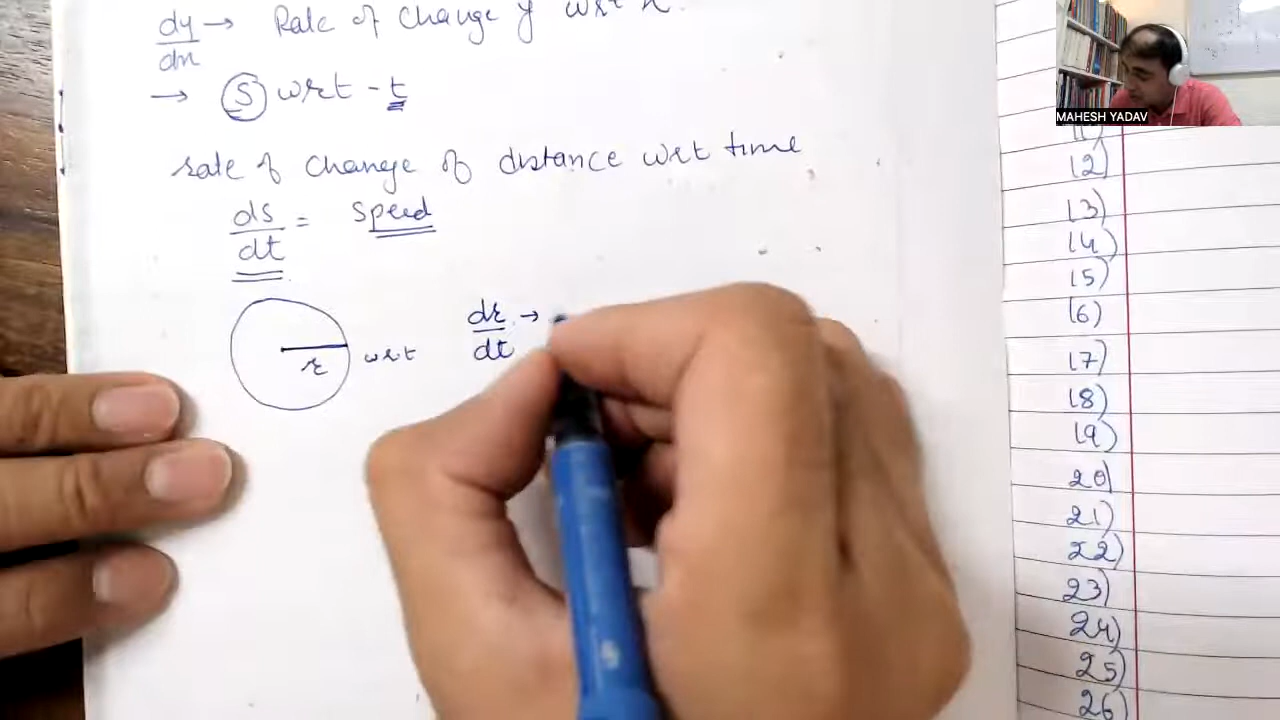 dy/dx → Rate of change y wrt x.
→ S wrt - t
rate of change of distance wrt time
ds/dt = speed
r wrt dr/dt →
MAHESH YADAV
12)
13)
14)
15)
16)
17)
18)
19)
20)
21)
22)
23)
24)
25)
26)